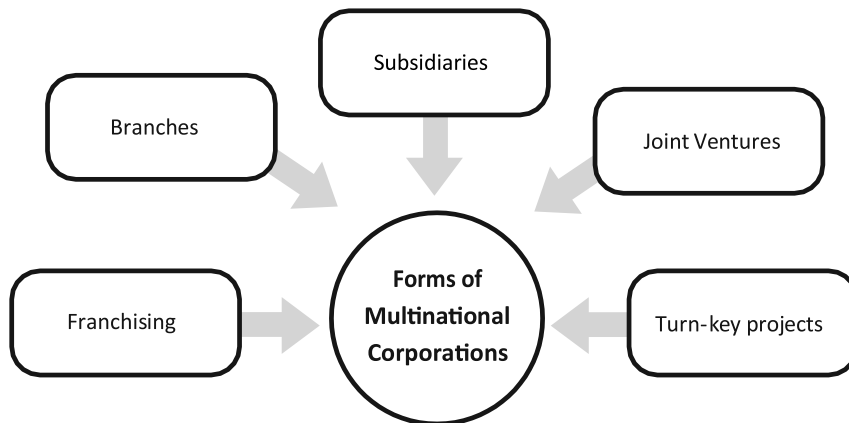 Subsidiaries
Branches
Joint Ventures
Franchising
Forms of
Multinational
Corporations
Turn-key projects